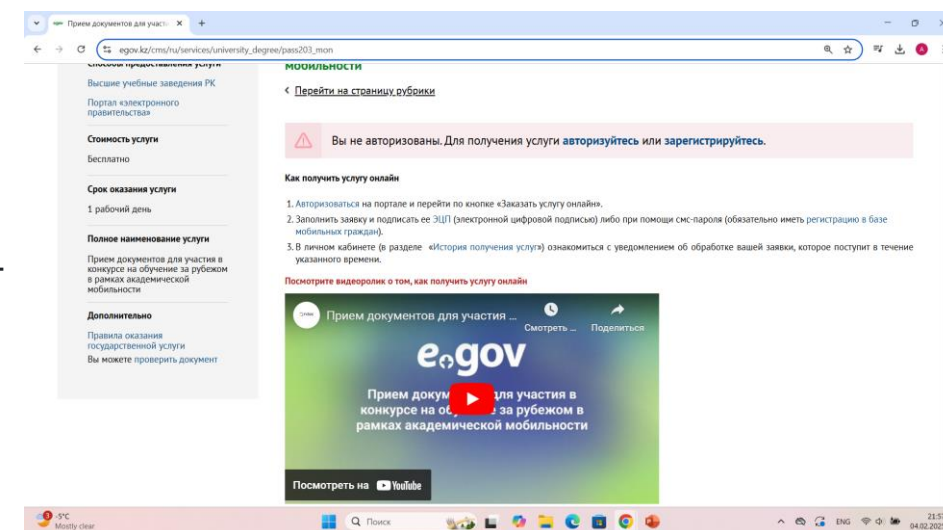 Прием документов для участи
egov.kz/cms/ru/services/university_degree/pass203_mon
Способы предоставления услуги
Высшие учебные заведения РК
Портал «электронного
правительства»
Стоимость услуги
Бесплатно
Срок оказания услуги
1 рабочий день
Полное наименование услуги
Прием документов для участия в
конкурсе на обучение за рубежом
в рамках академической
мобильности
Дополнительно
Правила оказания
государственной услуги
Вы можете проверить документ
мобильности
Перейти на страницу рубрики
Вы не авторизованы. Для получения услуги авторизуйтесь или зарегистрируйтесь.
Как получить услугу онлайн
1. Авторизоваться на портале и перейти по кнопке «Заказать услугу онлайн».
2. Заполнить заявку и подписать ее ЭЦП (электронной цифровой подписью) либо при помощи смс-пароля (обязательно иметь регистрацию в базе
мобильных граждан).
3. В личном кабинете (в разделе «История получения услуг») ознакомиться с уведомлением об обработке вашей заявки, которое поступит в течение
указанного времени.
Посмотрите видеоролик о том, как получить услугу онлайн
Прием документов для участия ...
Смотреть ...
Поделиться
egov
Прием докум для участия в
конкурсе на об е за рубежом в
рамках академической мобильности
Посмотреть на YouTube
3
-5°C
Mostly clear
Поиск
ENG
04.02.202